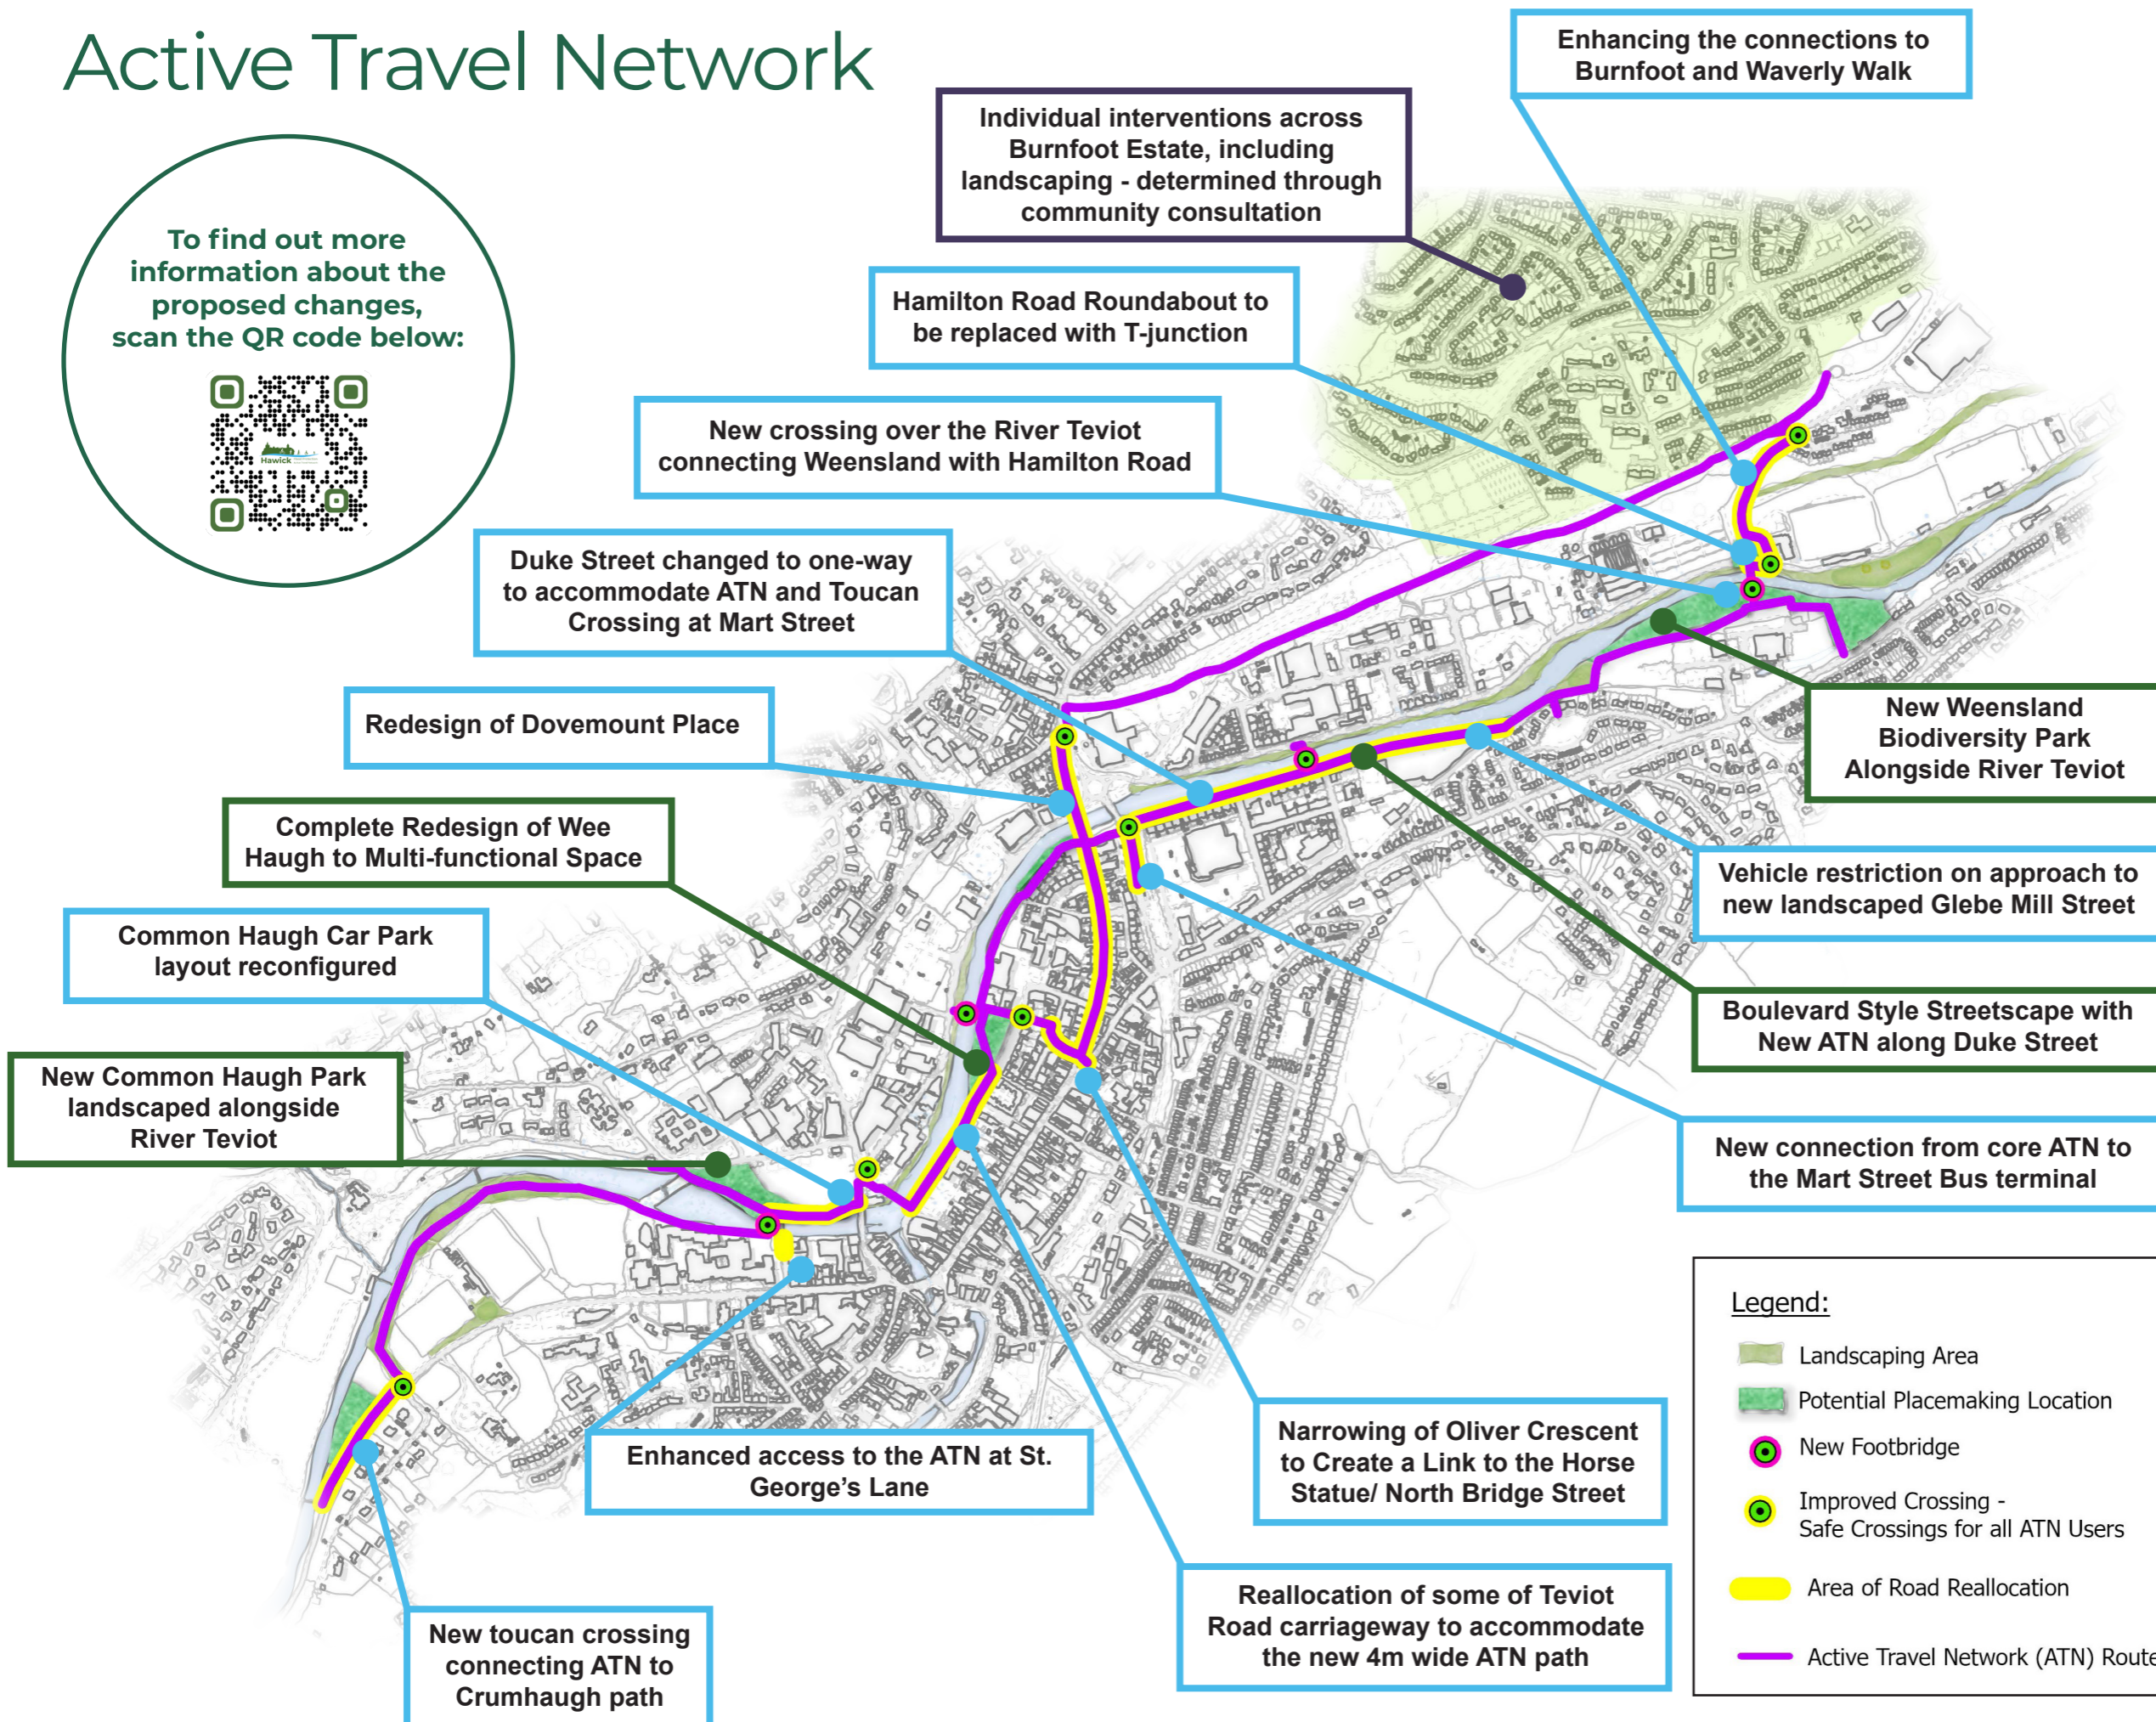 Active Travel Network
To find out more
information about the
proposed changes,
scan the QR code below:
Hawick
Enhancing the connections to
Burnfoot and Waverly Walk
Individual interventions across
Burnfoot Estate, including
landscaping - determined through
community consultation
Hamilton Road Roundabout to
be replaced with T-junction
New crossing over the River Teviot
connecting Weensland with Hamilton Road
Duke Street changed to one-way
to accommodate ATN and Toucan
Crossing at Mart Street
Redesign of Dovemount Place
Complete Redesign of Wee
Haugh to Multi-functional Space
Common Haugh Car Park
layout reconfigured
New Common Haugh Park
landscaped alongside
River Teviot
New Weensland
Biodiversity Park
Alongside River Teviot
Vehicle restriction on approach to
new landscaped Glebe Mill Street
Boulevard Style Streetscape with
New ATN along Duke Street
New connection from core ATN to
the Mart Street Bus terminal
Enhanced access to the ATN at St.
George's Lane
Narrowing of Oliver Crescent
to Create a Link to the Horse
Statue/ North Bridge Street
Reallocation of some of Teviot
Road carriageway to accommodate
the new 4m wide ATN path
New toucan crossing
connecting ATN to
Crumhaugh path
Legend:
Landscaping Area
Potential Placemaking Location
New Footbridge
Improved Crossing -
Safe Crossings for all ATN Users
Area of Road Reallocation
Active Travel Network (ATN) Route